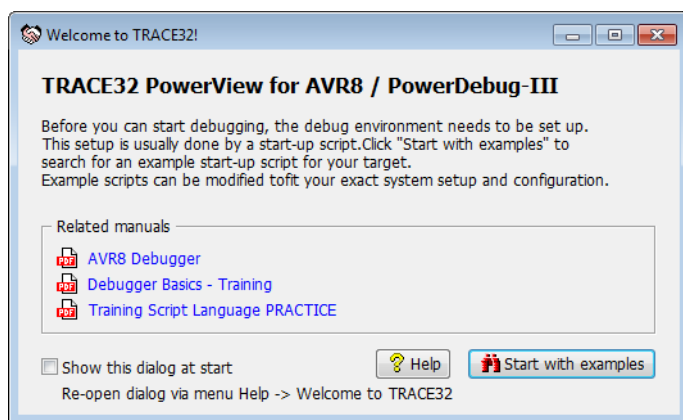 Welcome to TRACE32!
TRACE32 PowerView for AVR8 / PowerDebug-III
Before you can start debugging, the debug environment needs to be set up.
This setup is usually done by a start-up script.Click "Start with examples" to
search for an example start-up script for your target.
Example scripts can be modified tofit your exact system setup and configuration.
Related manuals
PDF AVR8 Debugger
PDF Debugger Basics - Training
PDF Training Script Language PRACTICE
Show this dialog at start
? Help
Start with examples
Re-open dialog via menu Help -> Welcome to TRACE32